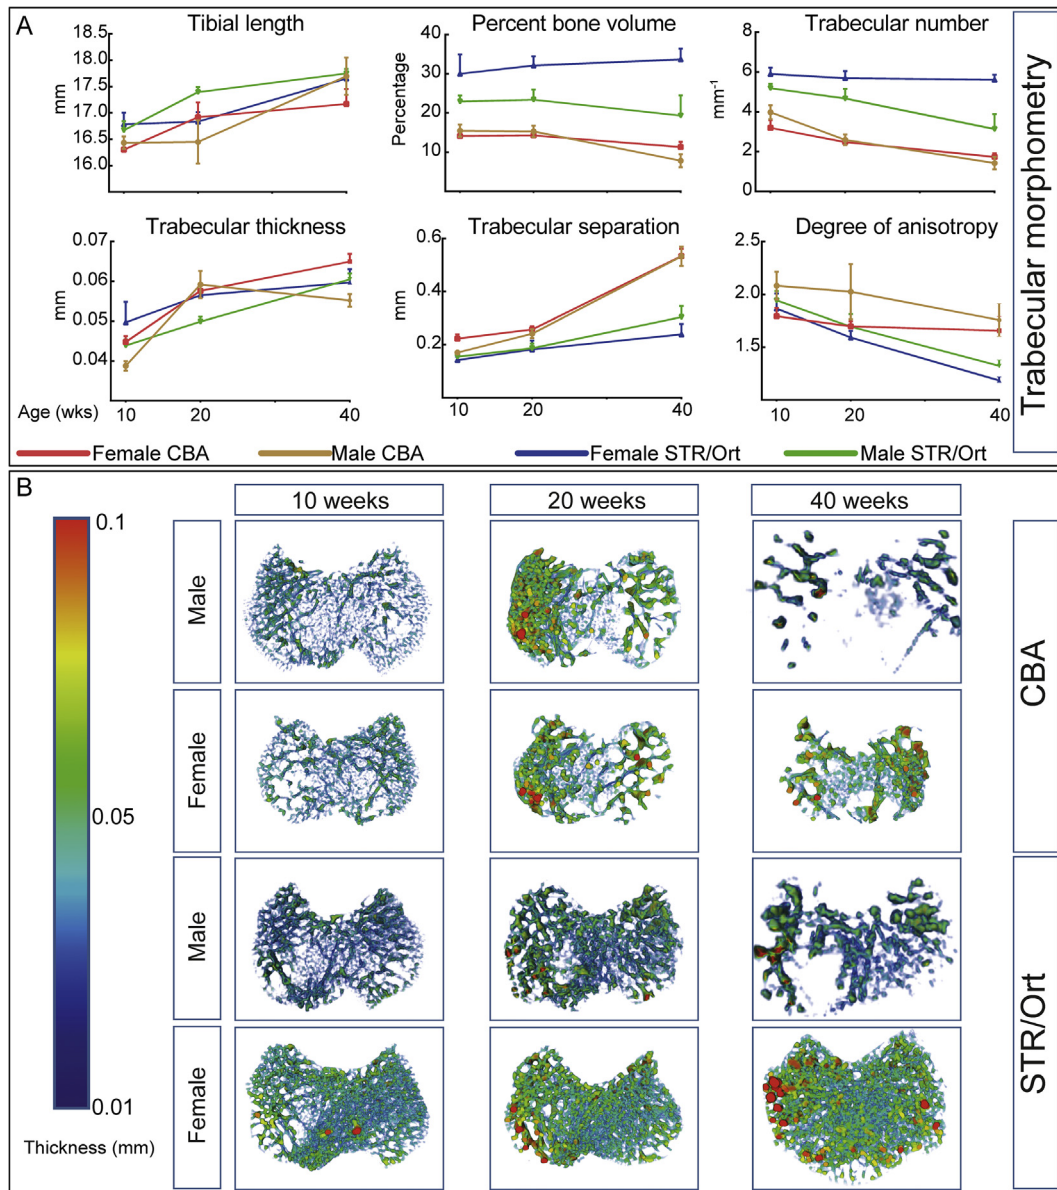 A
Tibial length
Percent bone volume
Trabecular number
mm
18.0
17.5
17.0
16.5
16.0
Percentage
40
30
20
10
mm-1
8
6
4
2
0
Trabecular thickness
Trabecular separation
Degree of anisotropy
mm
0.07
0.06
0.05
0.04
mm
0.6
0.4
0.2
2.5
2.0
1.5
Age (wks)
10 20 40
10 20 40
10 20 40
Trabecular morphometry
Female CBA
Male CBA
Female STR/Ort
Male STR/Ort
B
10 weeks
20 weeks
40 weeks
0.1
0.05
0.01
Thickness (mm)
Male
Female
CBA
Male
Female
STR/Ort